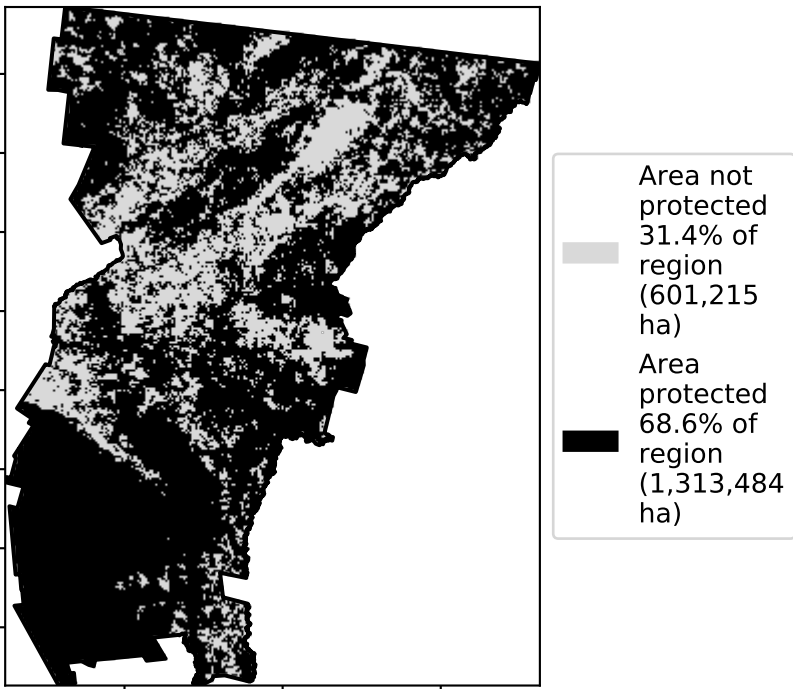 Area not
protected
31.4% of
region
(601,215
ha)
Area
protected
68.6% of
region
(1,313,484
ha)